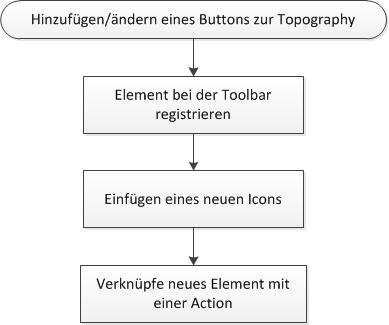 Hinzufügen/ändern eines Buttons zur Topography
Element bei der Toolbar
registrieren
Einfügen eines neuen Icons
Verknüpfe neues Element mit
einer Action